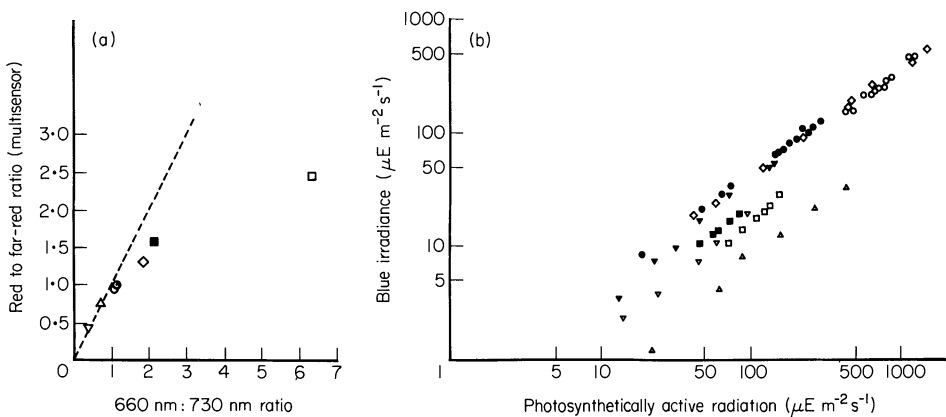 (a)
Red to far-red ratio (multisensor)
3·0
2·5
2·0
1·5
1·0
0·5
0
1 2 3 4 5 6 7
660 nm : 730 nm ratio
(b)
Blue irradiance (μE m⁻² s⁻¹)
1000
500
100
50
10
5
1 5 10 50 100 500 1000
Photosynthetically active radiation (μE m⁻² s⁻¹)